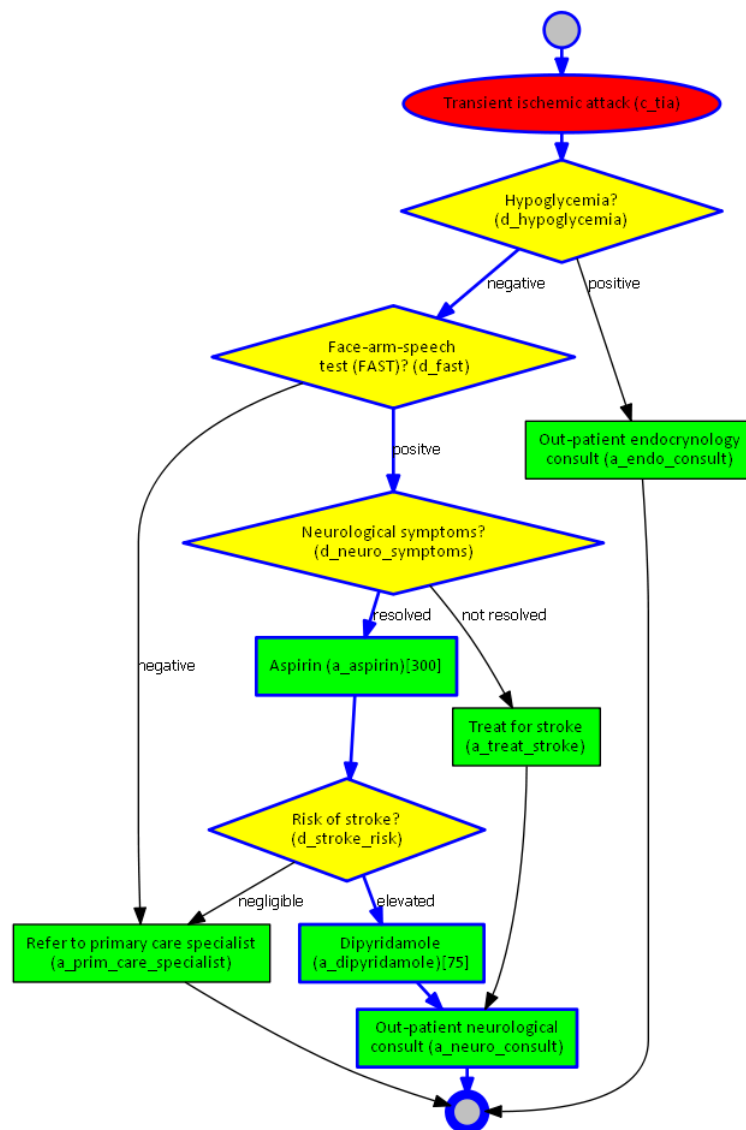 Transient ischemic attack (c_tia)
Hypoglycemia?
(d_hypoglycemia)
negative
positive
Face-arm-speech
test (FAST)? (d_fast)
Out-patient endocrynology
consult (a_endo_consult)
positve
Neurological symptoms?
(d_neuro_symptoms)
resolved
not resolved
negative
Aspirin (a_aspirin)[300]
Treat for stroke
(a_treat_stroke)
Risk of stroke?
(d_stroke_risk)
negligible
elevated
Refer to primary care specialist
(a_prim_care_specialist)
Dipyridamole
(a_dipyridamole)[75]
Out-patient neurological
consult (a_neuro_consult)